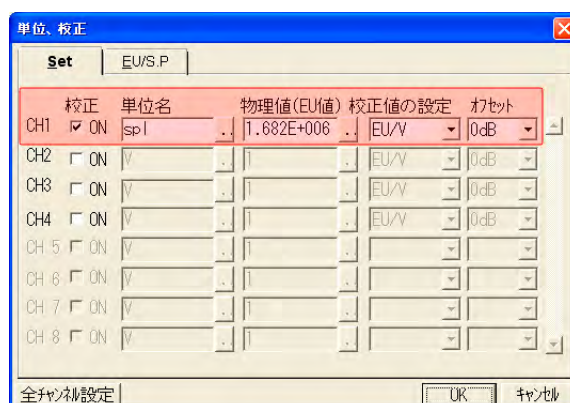 単位、校正
Set EU/S.P
校正 単位名 物理値(EU値) 校正値の設定 オフセット
CH1 ON spl .. 1.682E+006 .. EU/V 0dB
CH2 ON V .. 1 .. EU/V 0dB
CH3 ON V .. 1 .. EU/V 0dB
CH4 ON V .. 1 .. EU/V 0dB
CH 5 ON V .. 1 ..
CH 6 ON V .. 1 ..
CH 7 ON V .. 1 ..
CH 8 ON V .. 1 ..
全チャンネル設定 OK キャンセル